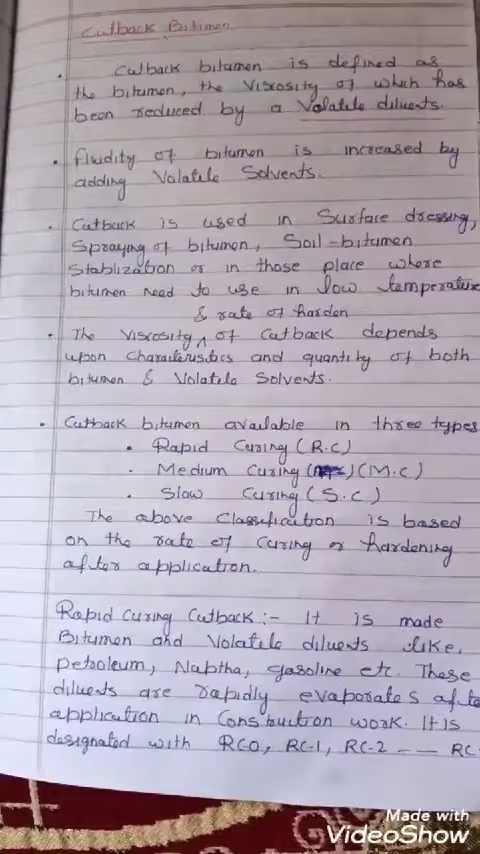 Cutback Bitumen
• Cutback bitumen is defined as
the bitumen, the Viscosity of which has
been reduced by a Volatile diluents.
• Fluidity of bitumen is increased by
adding Volatile Solvents.
• Cutback is used in Surface dressing,
Spraying of bitumen, Soil-bitumen
Stablization or in those place where
bitumen need to use in low temperature
& rate of harden
• The Viscosity ^ of Cutback depends
upon Characteristics and quantity of both
bitumen & Volatile Solvents.
• Cutback bitumen available in three types
• Rapid Curing (R.C)
• Medium Curing (M.C)
• Slow Curing (S.C)
The above Classification is based
on the rate of Curing or hardening
after application.
Rapid Curing Cutback :- It is made
Bitumen and Volatile diluents like,
petroleum, Naptha, gasoline etc. These
diluents are rapidly evaporates afte
application in Construction work. It is
designated with RCO, RC-1, RC-2 -- — RC-
Made with
VideoShow